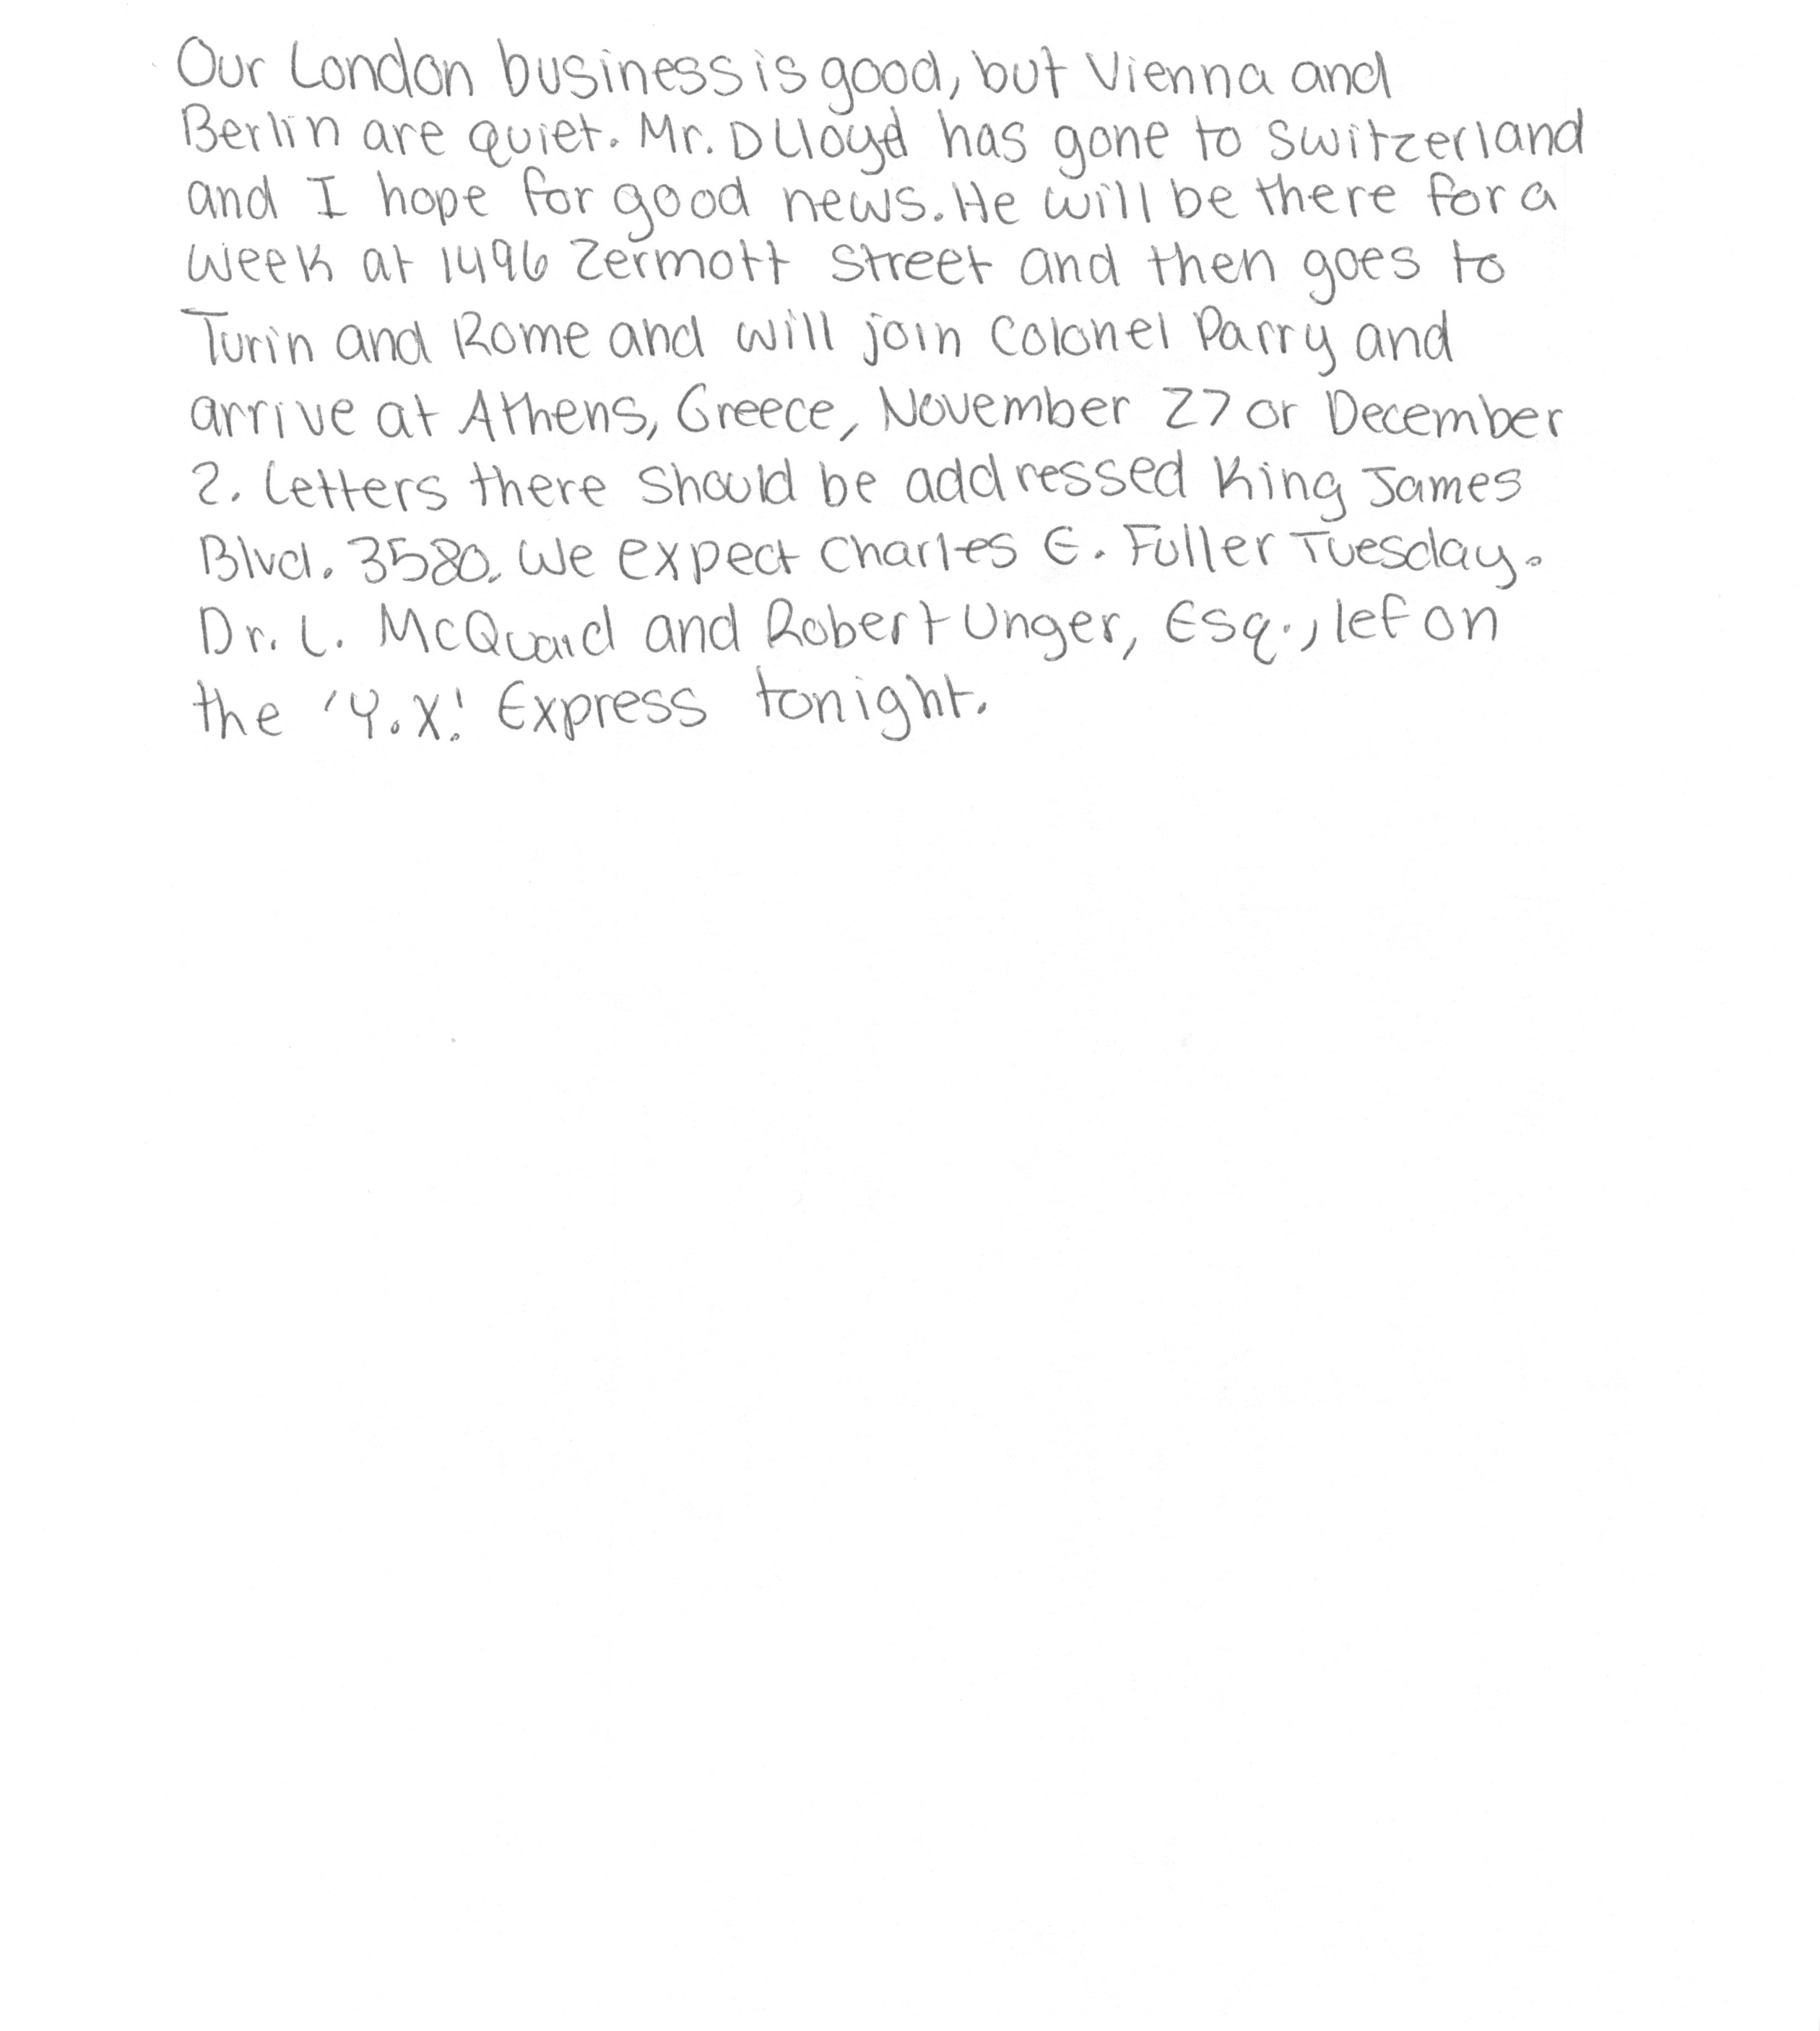 Our London business is good, but Vienna and
Berlin are quiet. Mr. D Lloyd has gone to Switzerland
and I hope for good news. He will be there for a
week at 1496 Zermott Street and then goes to
Turin and Rome and will join Colonel Parry and
arrive at Athens, Greece, November 27 or December
2. Letters there should be addressed King James
Blvd. 3580. We expect Charles E. Fuller Tuesday.
Dr. L. McQuaid and Robert Unger, Esq., lef on
the 'Y.X.' Express tonight.